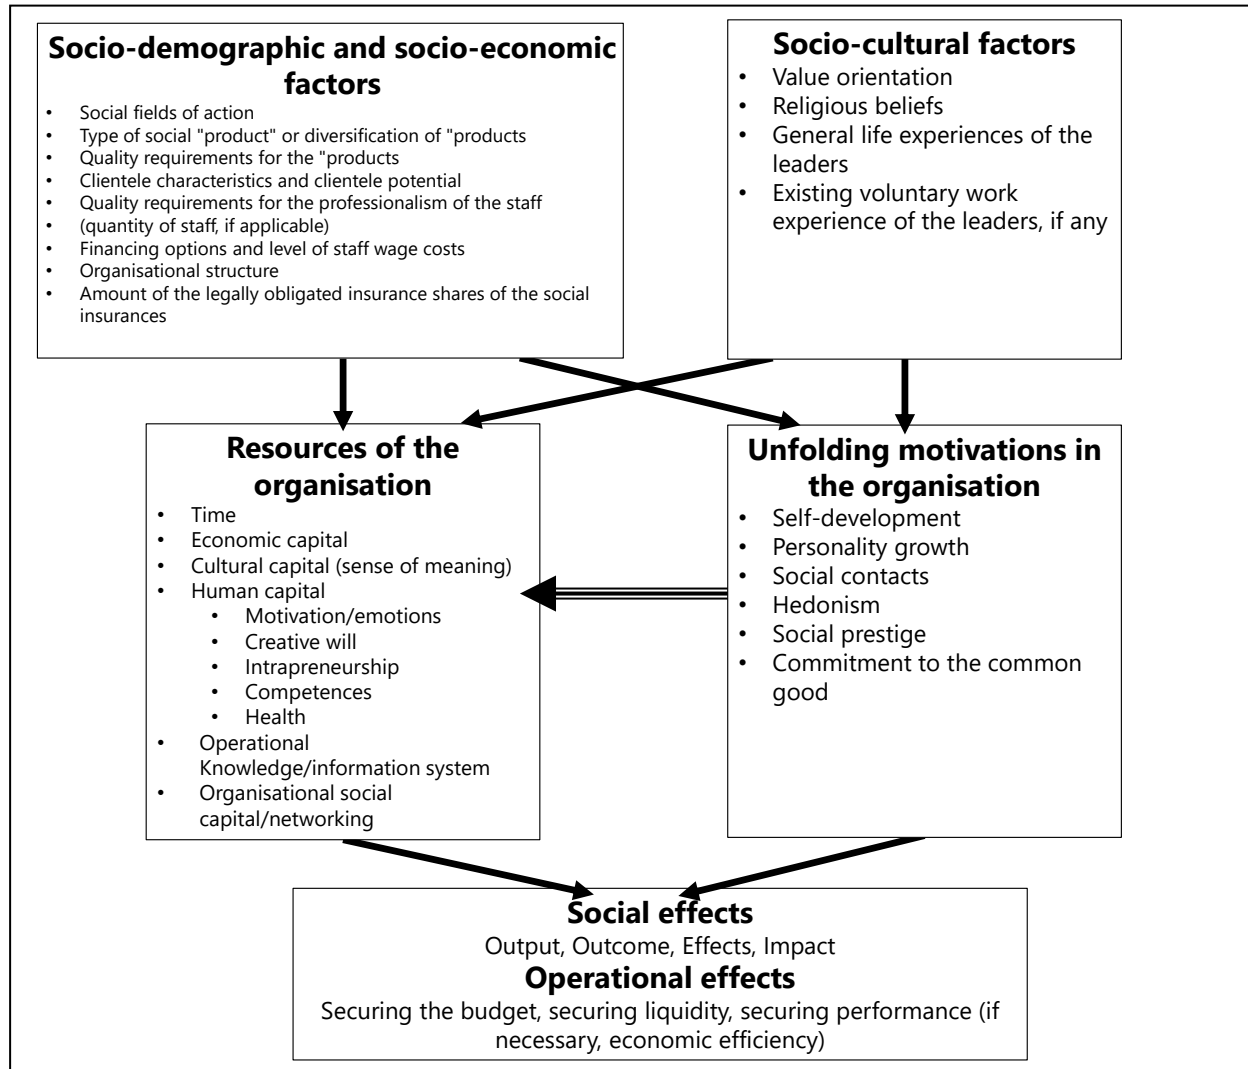 Socio-demographic and socio-economic
factors
• Social fields of action
• Type of social "product" or diversification of "products
• Quality requirements for the "products
• Clientele characteristics and clientele potential
• Quality requirements for the professionalism of the staff
• (quantity of staff, if applicable)
• Financing options and level of staff wage costs
• Organisational structure
• Amount of the legally obligated insurance shares of the social
insurances
Socio-cultural factors
• Value orientation
• Religious beliefs
• General life experiences of the
leaders
• Existing voluntary work
experience of the leaders, if any
Resources of the
organisation
• Time
• Economic capital
• Cultural capital (sense of meaning)
• Human capital
• Motivation/emotions
• Creative will
• Intrapreneurship
• Competences
• Health
• Operational
Knowledge/information system
• Organisational social
capital/networking
Unfolding motivations in
the organisation
• Self-development
• Personality growth
• Social contacts
• Hedonism
• Social prestige
• Commitment to the common
good
Social effects
Output, Outcome, Effects, Impact
Operational effects
Securing the budget, securing liquidity, securing performance (if
necessary, economic efficiency)